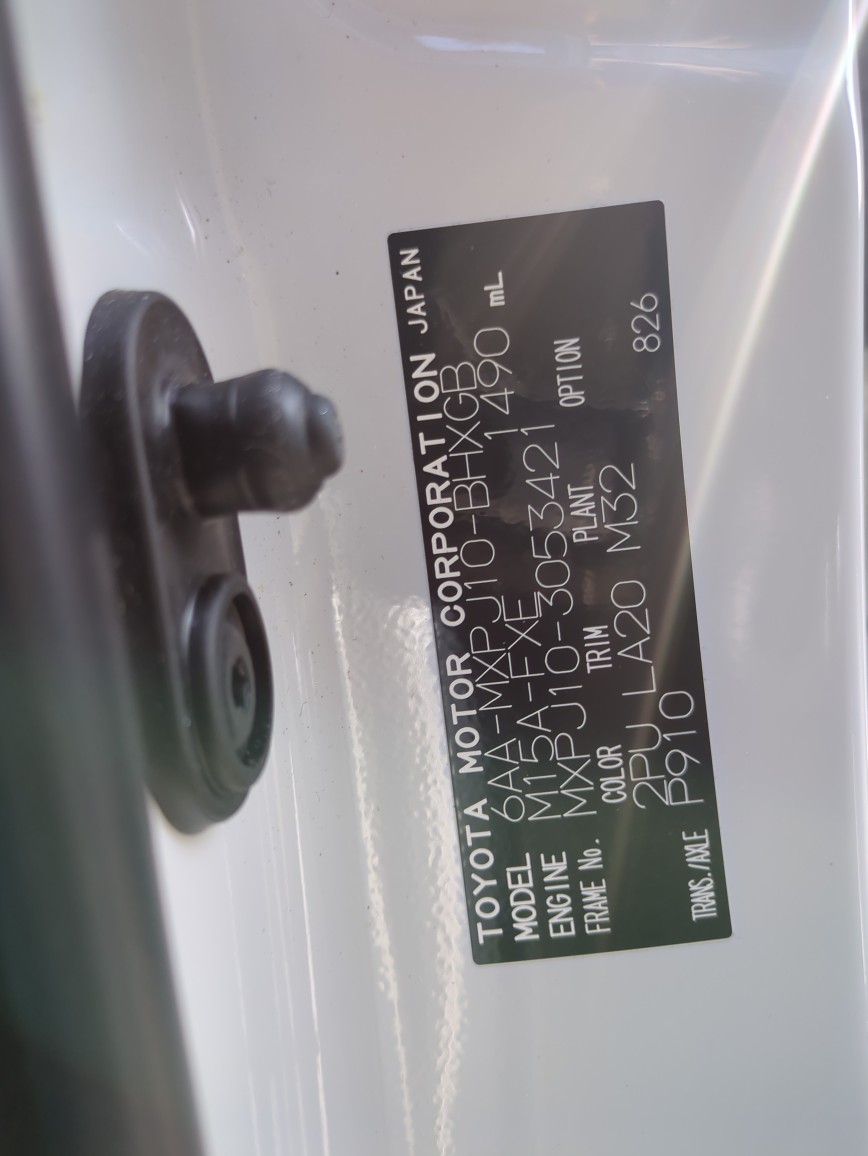 TOYOTA MOTOR CORPORATION JAPAN
MODEL 6AA-MXPJ10-BHXGB
ENGINE M15A-FXE 1490 mL
FRAME No. MXPJ10-3053421
COLOR TRIM PLANT OPTION
2PU LA20 M32 826
TRANS./AXLE P910